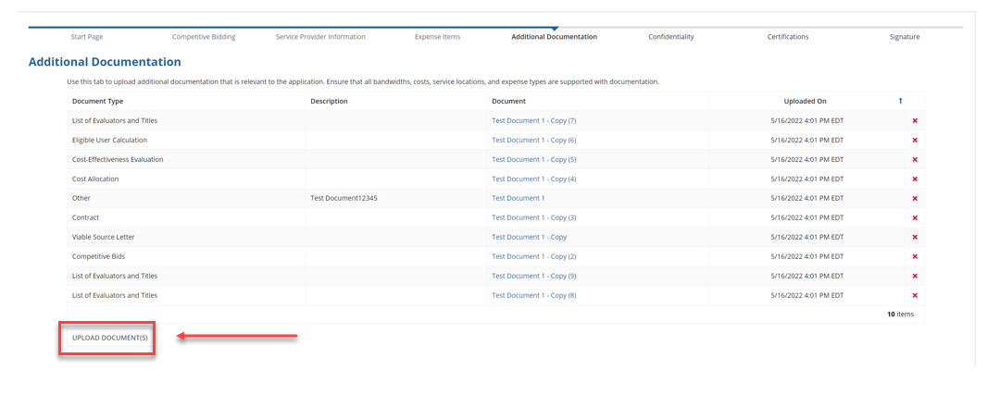 Start Page Competitive Bidding Service Provider Information Expense Items Additional Documentation Confidentiality Certifications Signature
Additional Documentation
Use this tab to upload additional documentation that is relevant to the application. Ensure that all bandwidths, costs, service locations, and expense types are supported with documentation.
Document Type Description Document Uploaded On
List of Evaluators and Titles Test Document 1 - Copy (7) 5/16/2022 4:01 PM EDT
Eligible User Calculation Test Document 1 - Copy (6) 5/16/2022 4:01 PM EDT
Cost-Effectiveness Evaluation Test Document 1 - Copy (5) 5/16/2022 4:01 PM EDT
Cost Allocation Test Document 1 - Copy (4) 5/16/2022 4:01 PM EDT
Other Test Document12345 Test Document 1 5/16/2022 4:01 PM EDT
Contract Test Document 1 - Copy (3) 5/16/2022 4:01 PM EDT
Viable Source Letter Test Document 1 - Copy 5/16/2022 4:01 PM EDT
Competitive Bids Test Document 1 - Copy (2) 5/16/2022 4:01 PM EDT
List of Evaluators and Titles Test Document 1 - Copy (9) 5/16/2022 4:01 PM EDT
List of Evaluators and Titles Test Document 1 - Copy (8) 5/16/2022 4:01 PM EDT
10 items
UPLOAD DOCUMENT(S)